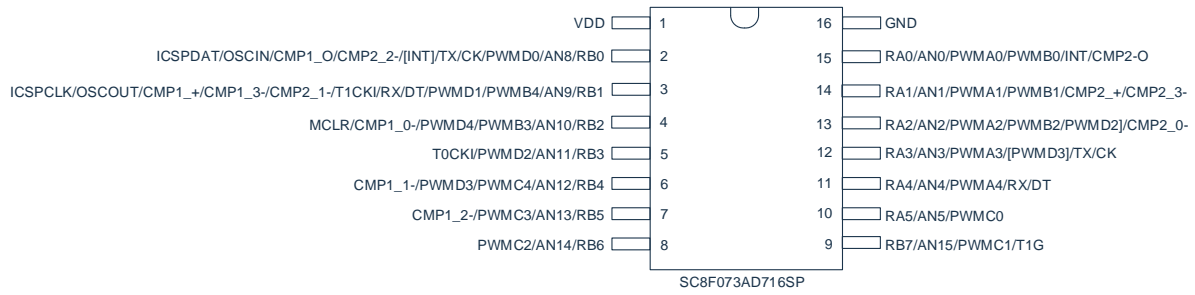 VDD 1 16 GND
ICSPDAT/OSCIN/CMP1_O/CMP2_2-/[INT]/TX/CK/PWMD0/AN8/RB0 2 15 RA0/AN0/PWMA0/PWMB0/INT/CMP2-O
ICSPCLK/OSCOUT/CMP1_+/CMP1_3-/CMP2_1-/T1CKI/RX/DT/PWMD1/PWMB4/AN9/RB1 3 14 RA1/AN1/PWMA1/PWMB1/CMP2_+/CMP2_3-
MCLR/CMP1_0-/PWMD4/PWMB3/AN10/RB2 4 13 RA2/AN2/PWMA2/PWMB2/PWMD2]/CMP2_0-
T0CKI/PWMD2/AN11/RB3 5 12 RA3/AN3/PWMA3/[PWMD3]/TX/CK
CMP1_1-/PWMD3/PWMC4/AN12/RB4 6 11 RA4/AN4/PWMA4/RX/DT
CMP1_2-/PWMC3/AN13/RB5 7 10 RA5/AN5/PWMC0
PWMC2/AN14/RB6 8 9 RB7/AN15/PWMC1/T1G
SC8F073AD716SP